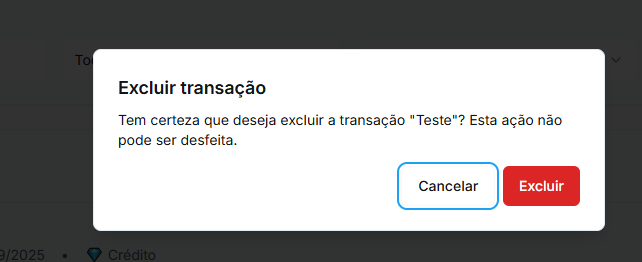 Excluir transação
Tem certeza que deseja excluir a transação "Teste"? Esta ação não
pode ser desfeita.
Cancelar Excluir
9/2025 • Crédito